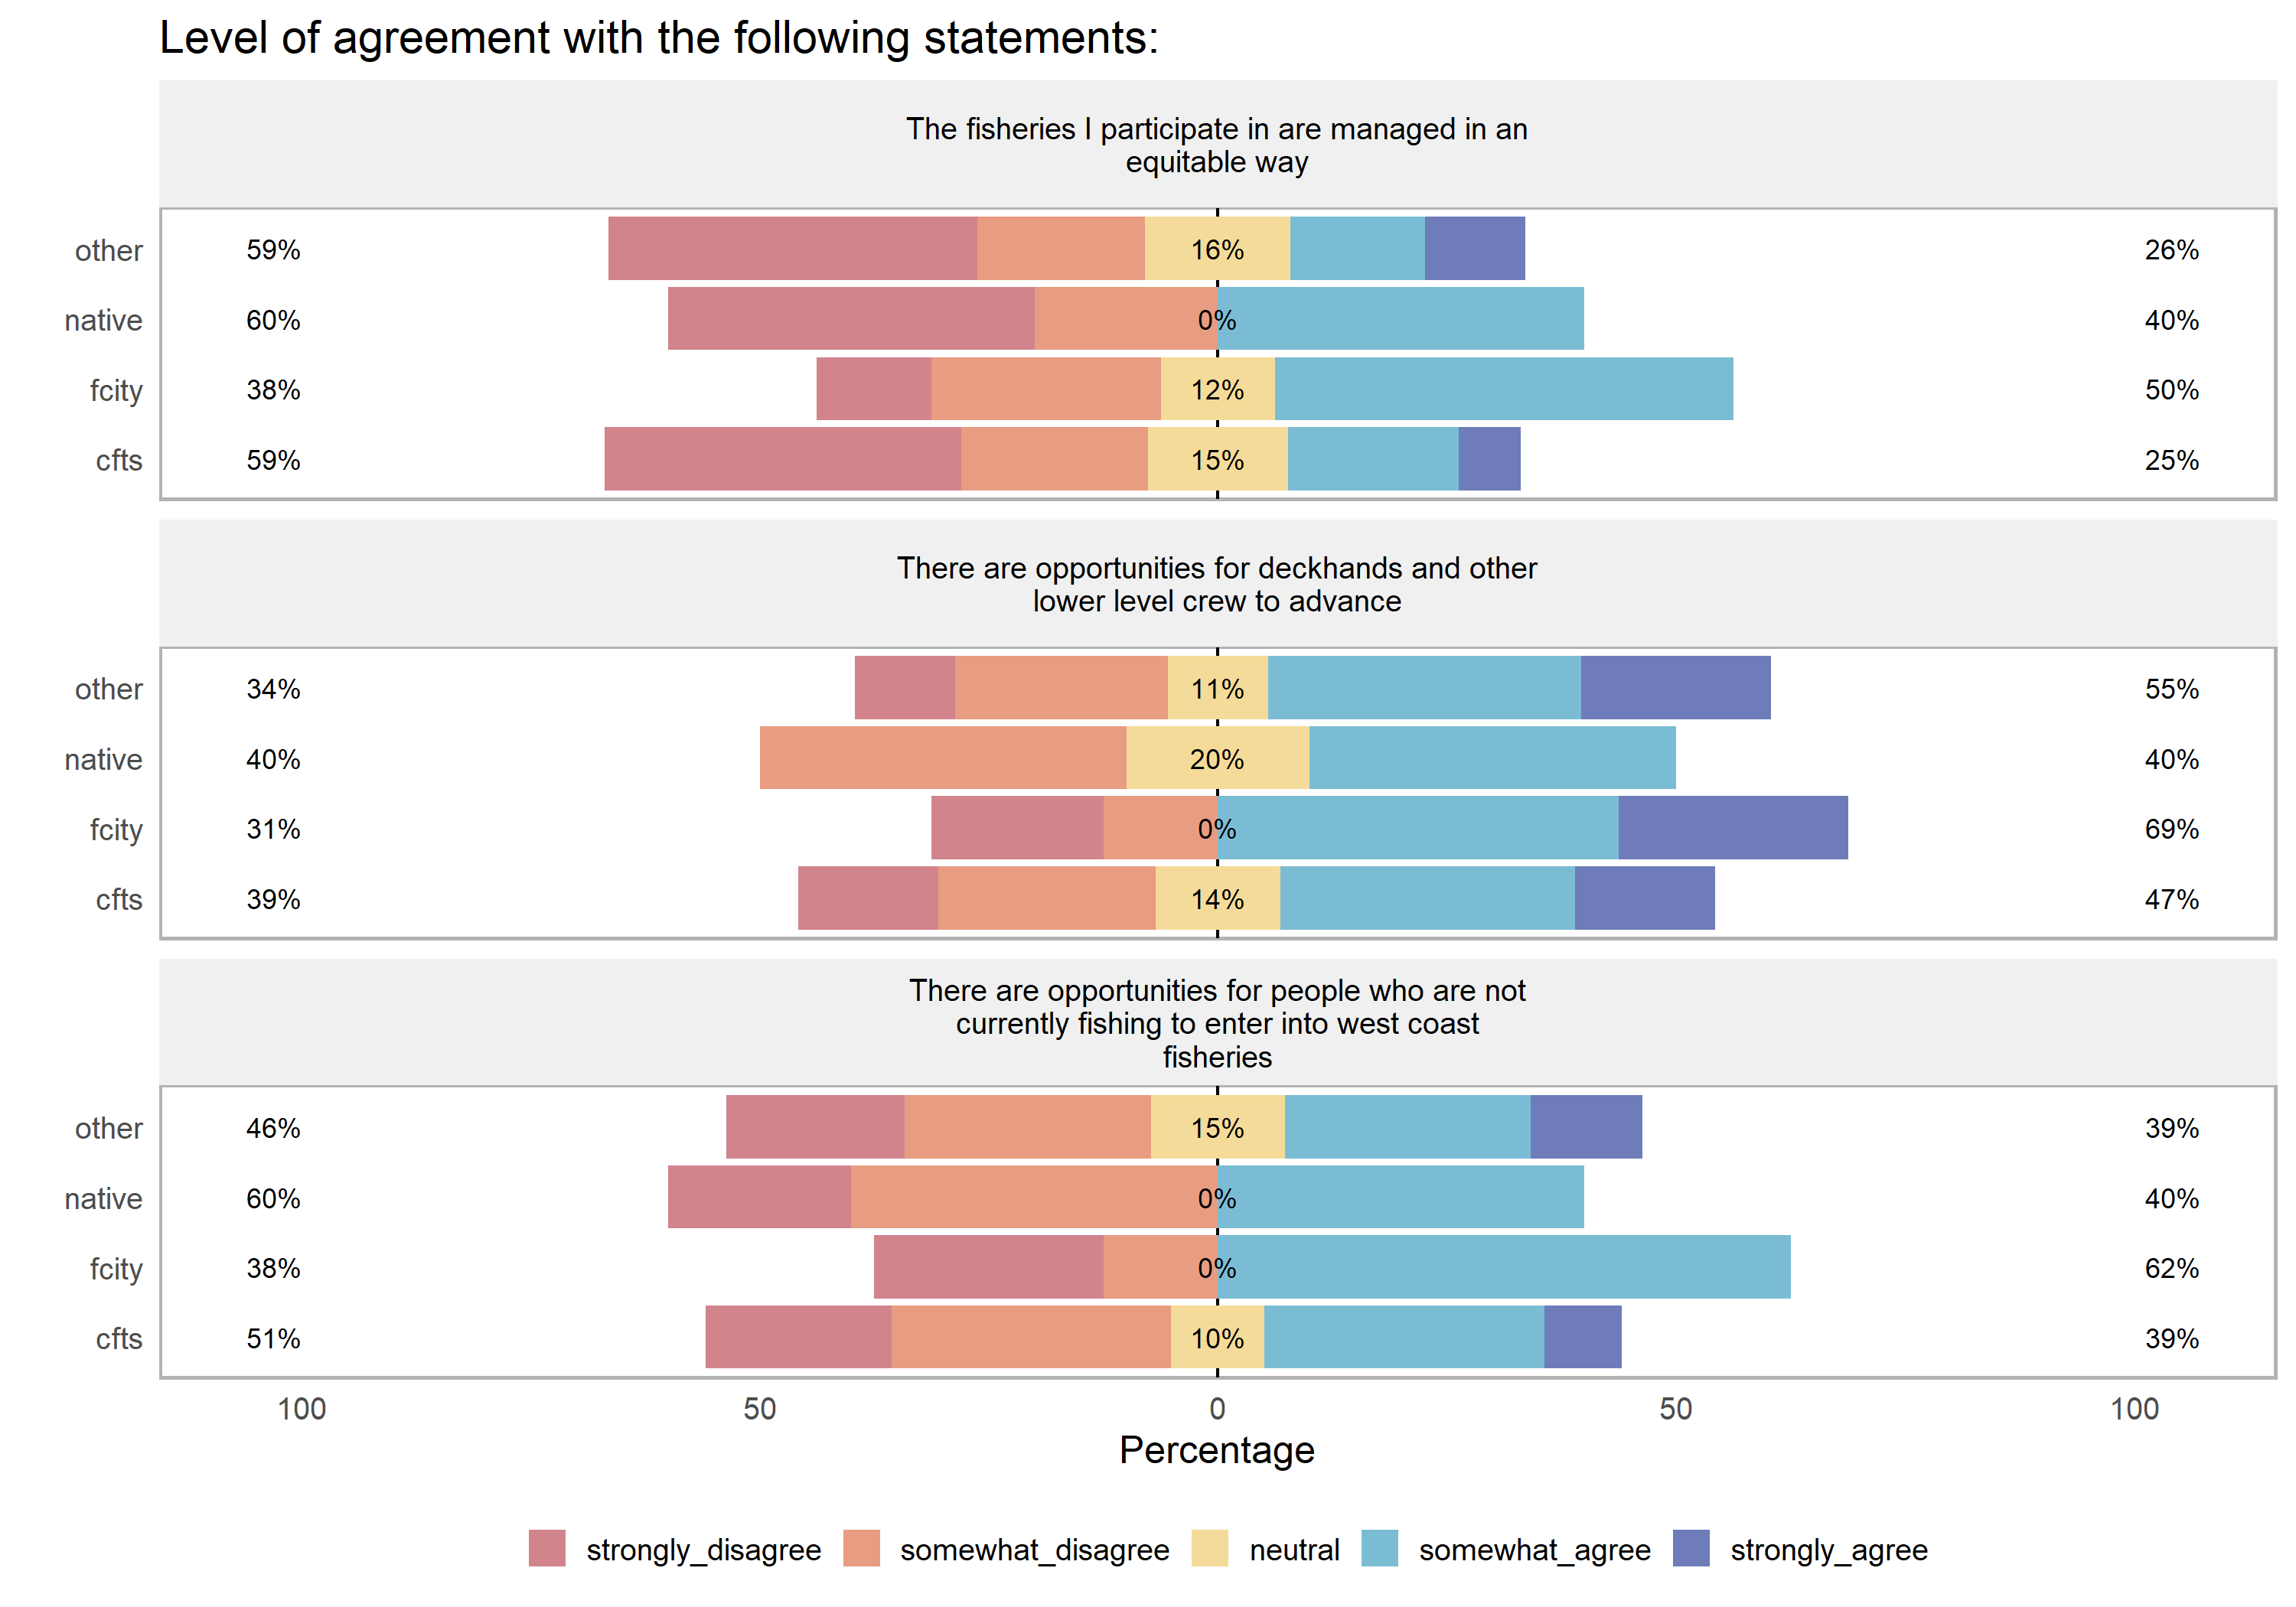 Level of agreement with the following statements:
The fisheries I participate in are managed in an
equitable way
other 59% 16% 26%
native 60% 0% 40%
fcity 38% 12% 50%
cfts 59% 15% 25%
There are opportunities for deckhands and other
lower level crew to advance
other 34% 11% 55%
native 40% 20% 40%
fcity 31% 0% 69%
cfts 39% 14% 47%
There are opportunities for people who are not
currently fishing to enter into west coast
fisheries
other 46% 15% 39%
native 60% 0% 40%
fcity 38% 0% 62%
cfts 51% 10% 39%
100 50 0 50 100
Percentage
strongly_disagree somewhat_disagree neutral somewhat_agree strongly_agree